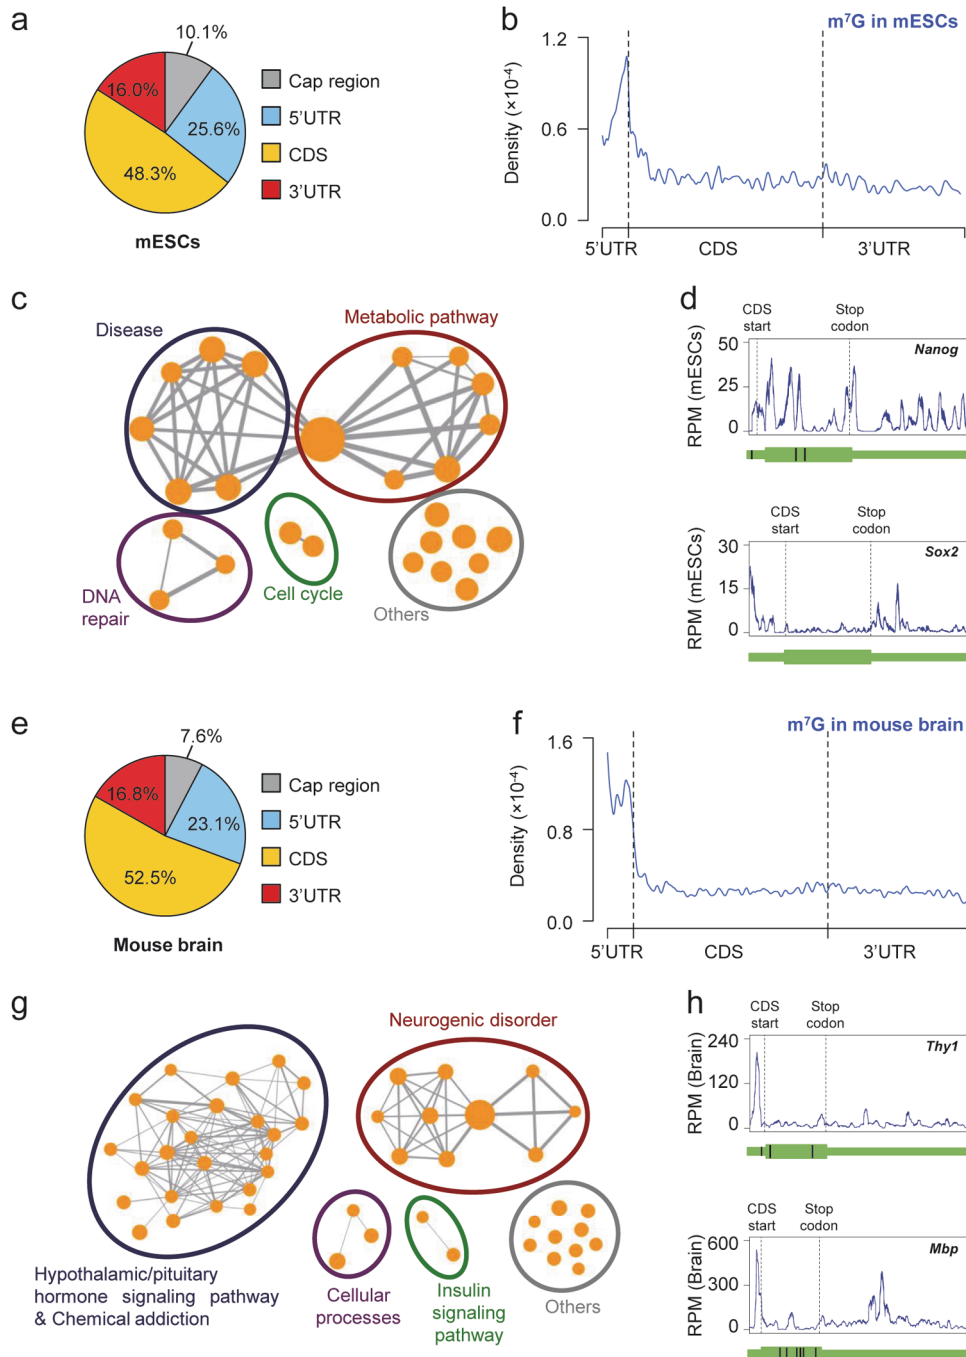 a
10.1%
16.0%
25.6%
48.3%
Cap region
5'UTR
CDS
3'UTR
mESCs
b
m⁷G in mESCs
Density (×10⁻⁴)
1.2
0.6
0.0
5'UTR
CDS
3'UTR
c
Disease
Metabolic pathway
DNA
repair
Cell cycle
Others
d
CDS
start
Stop
codon
Nanog
RPM (mESCs)
50
25
0
CDS
start
Stop
codon
Sox2
RPM (mESCs)
30
15
0
e
7.6%
16.8%
23.1%
52.5%
Cap region
5'UTR
CDS
3'UTR
Mouse brain
f
m⁷G in mouse brain
Density (×10⁻⁴)
1.6
0.8
0.0
5'UTR
CDS
3'UTR
g
Neurogenic disorder
Hypothalamic/pituitary
hormone signaling pathway
& Chemical addiction
Cellular
processes
Insulin
signaling
pathway
Others
h
CDS
start
Stop
codon
Thy1
RPM (Brain)
240
120
0
CDS
start
Stop
codon
Mbp
RPM (Brain)
600
300
0